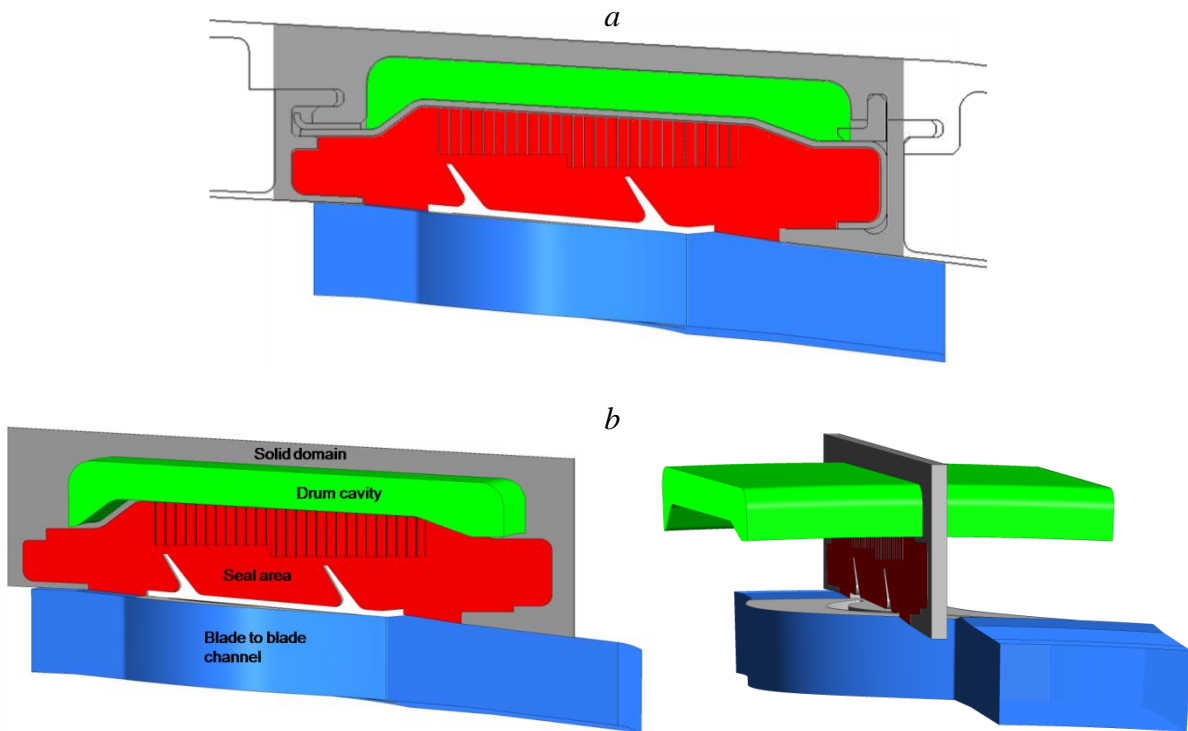 a
b
Solid domain
Drum cavity
Seal area
Blade to blade
channel